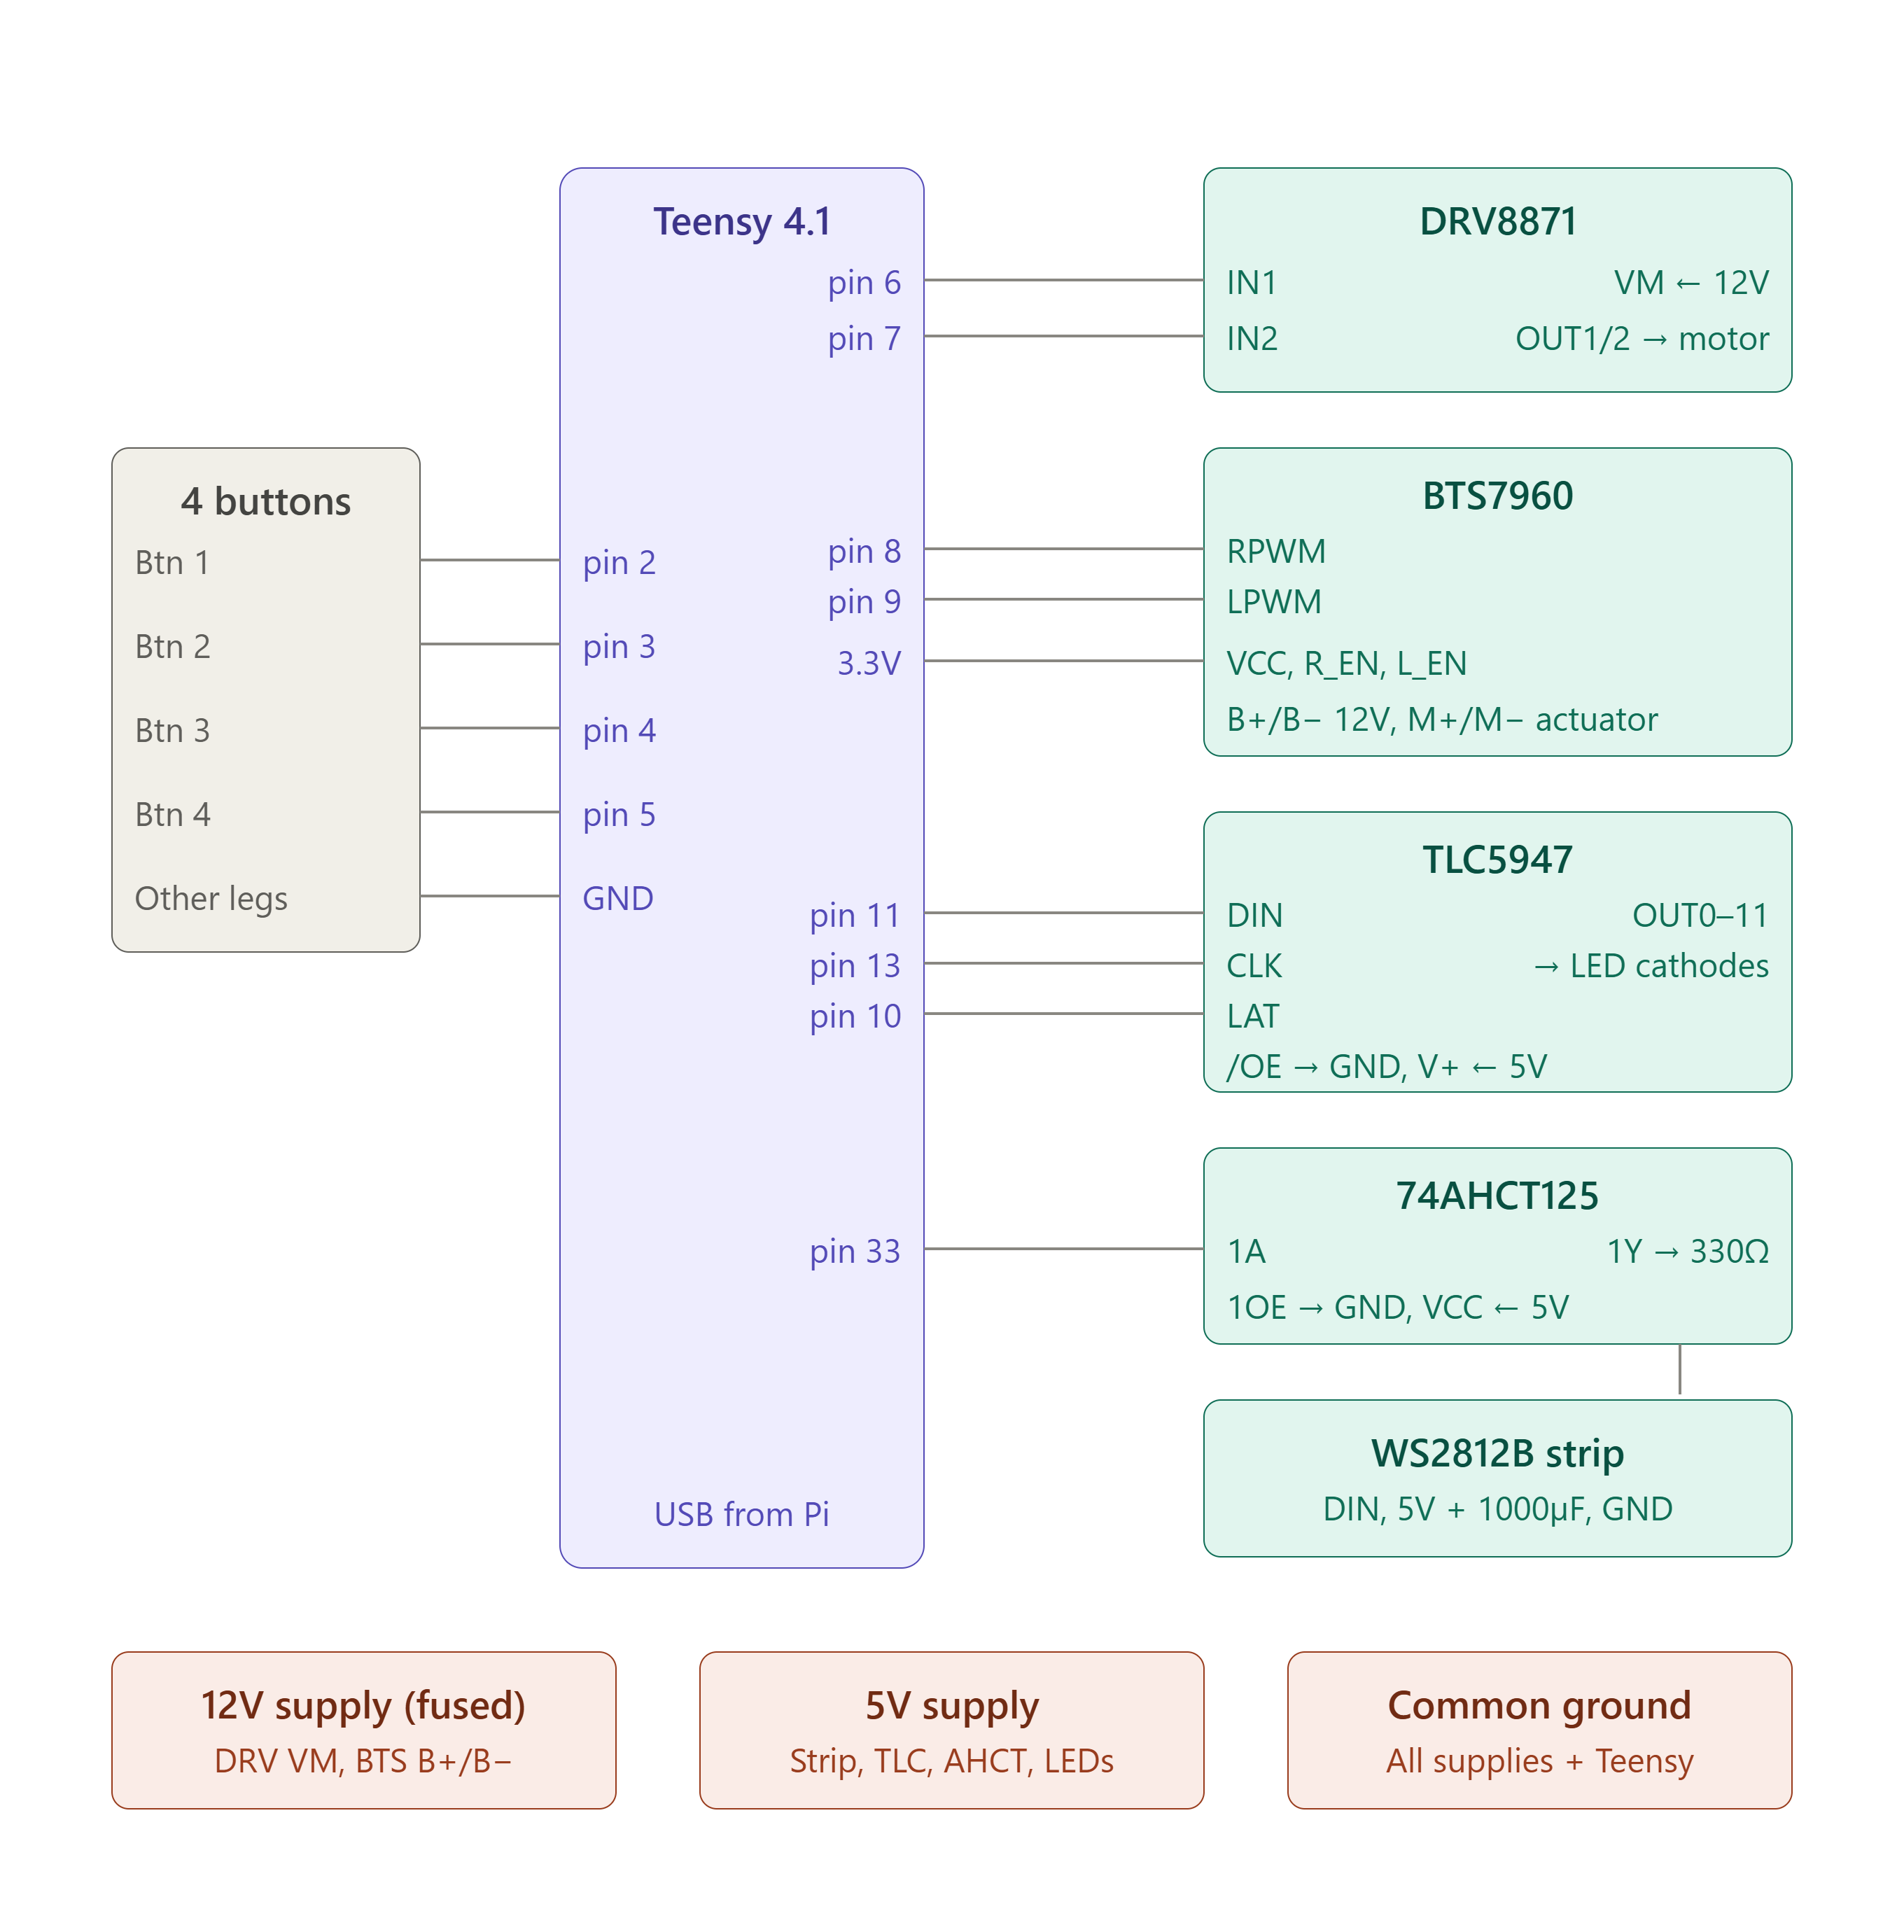 Teensy 4.1
pin 6
pin 7
pin 2
pin 3
pin 4
pin 5
GND
pin 8
pin 9
3.3V
pin 11
pin 13
pin 10
pin 33
USB from Pi
4 buttons
Btn 1
Btn 2
Btn 3
Btn 4
Other legs
DRV8871
IN1
VM ← 12V
IN2
OUT1/2 → motor
BTS7960
RPWM
LPWM
VCC, R_EN, L_EN
B+/B− 12V, M+/M− actuator
TLC5947
DIN
OUT0–11
CLK
→ LED cathodes
LAT
/OE → GND, V+ ← 5V
74AHCT125
1A
1Y → 330Ω
1OE → GND, VCC ← 5V
WS2812B strip
DIN, 5V + 1000µF, GND
12V supply (fused)
DRV VM, BTS B+/B−
5V supply
Strip, TLC, AHCT, LEDs
Common ground
All supplies + Teensy